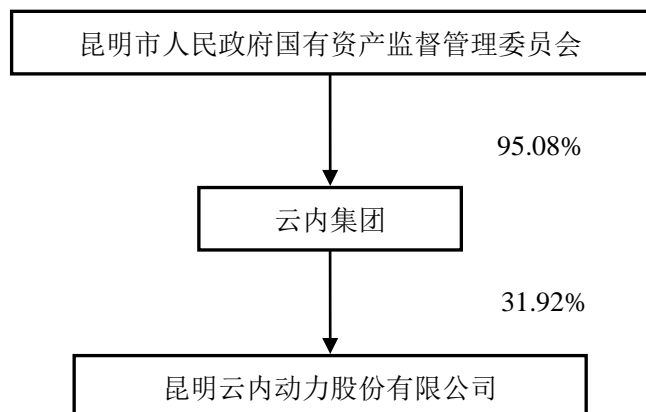 昆明市人民政府国有资产监督管理委员会
95.08%
云内集团
31.92%
昆明云内动力股份有限公司